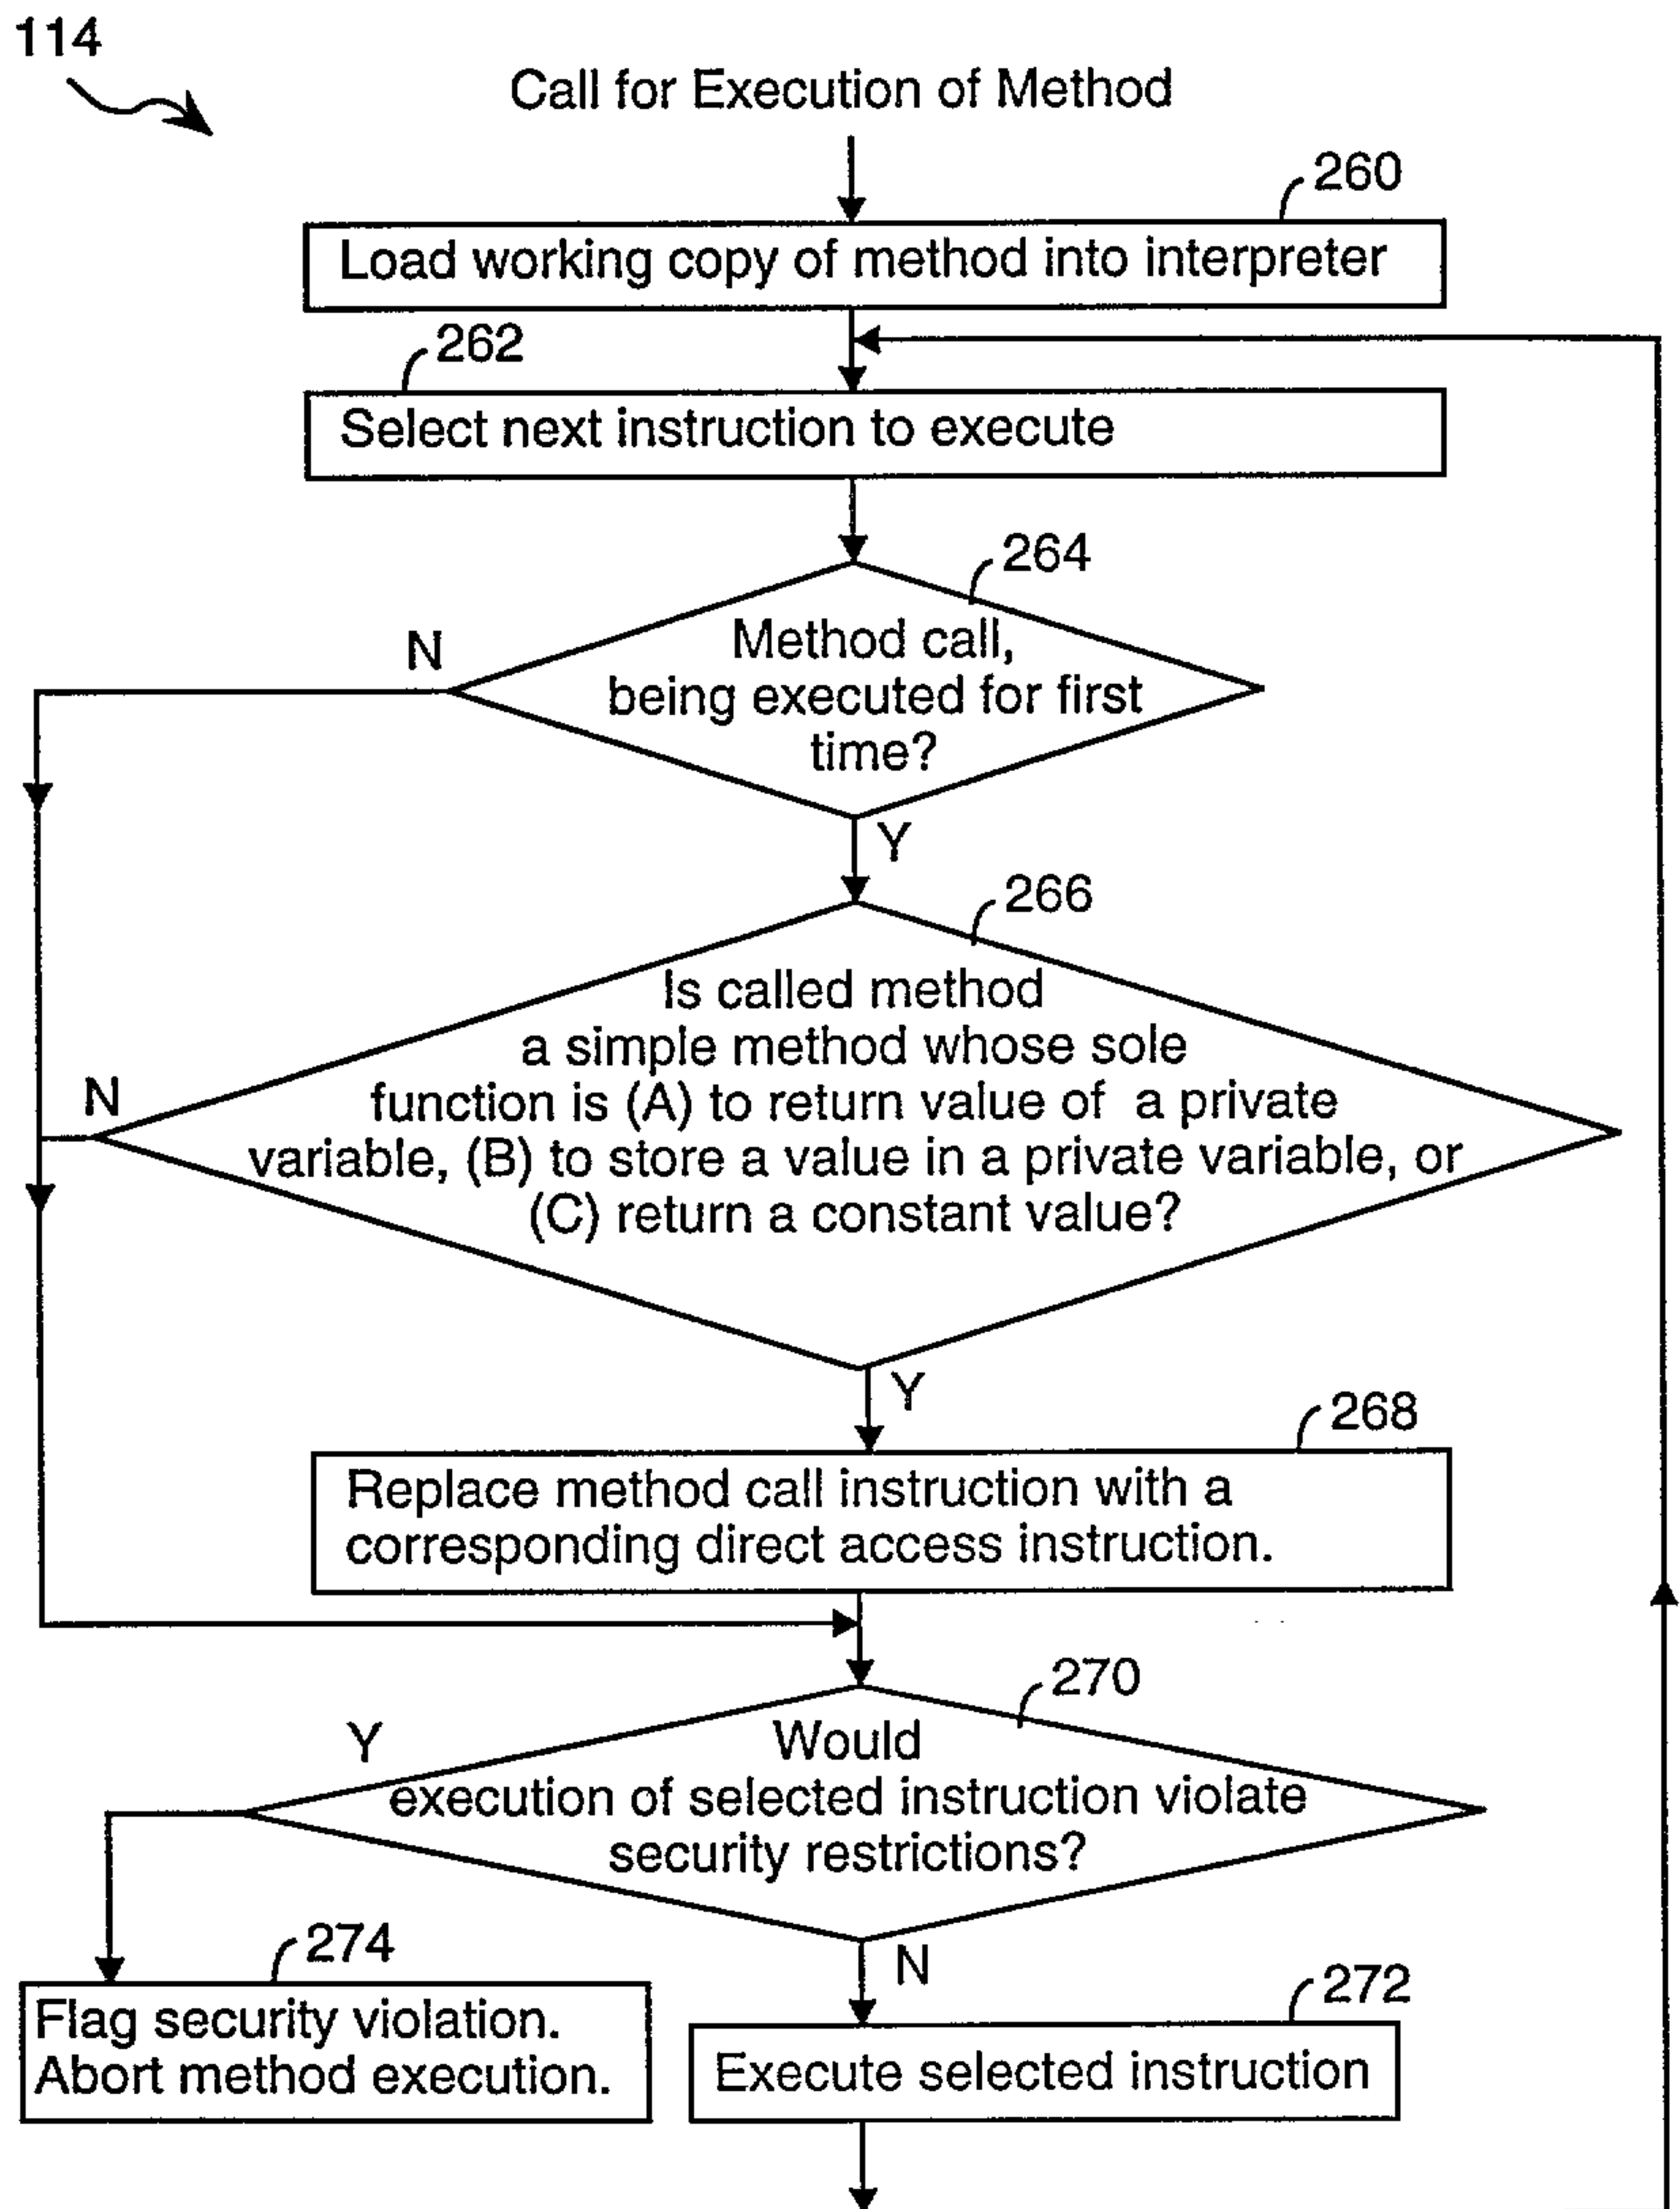 114
Call for Execution of Method
260
Load working copy of method into interpreter
262
Select next instruction to execute
264
N
Method call,
being executed for first
time?
Y
266
Is called method
a simple method whose sole
N
function is (A) to return value of a private
variable, (B) to store a value in a private variable, or
(C) return a constant value?
Y
268
Replace method call instruction with a
corresponding direct access instruction.
270
Y
Would
execution of selected instruction violate
security restrictions?
274
N
272
Flag security violation.
Abort method execution.
Execute selected instruction